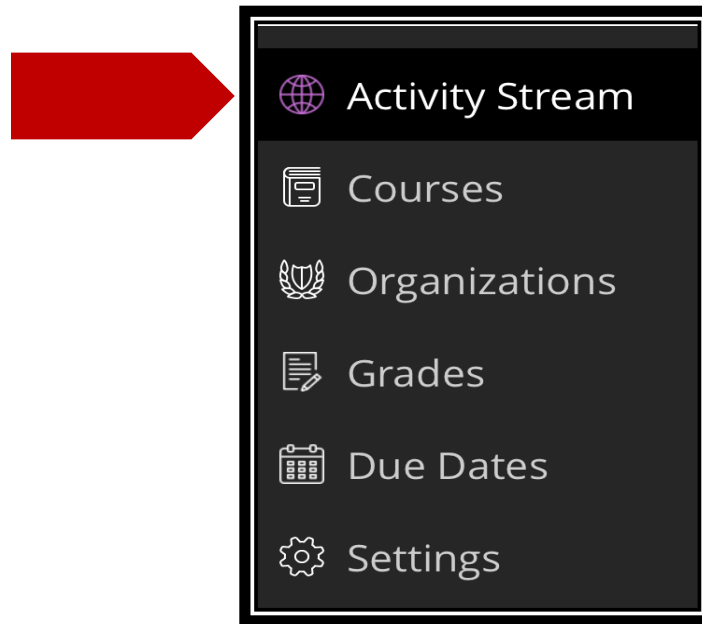 Activity Stream
Courses
Organizations
Grades
Due Dates
Settings